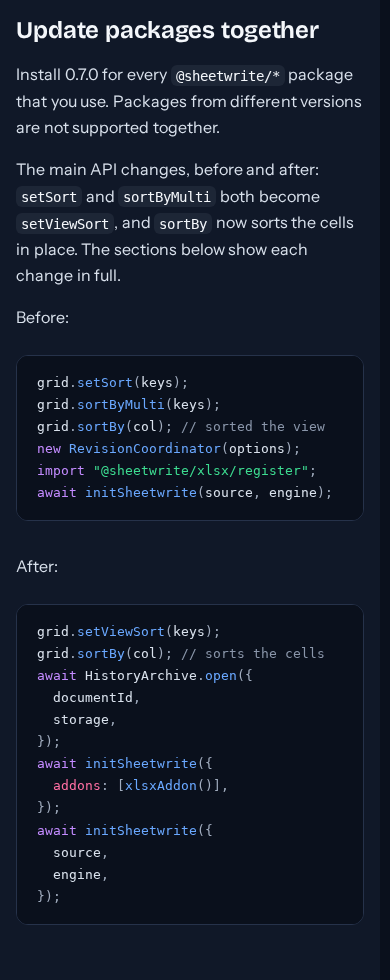 Update packages together
Install 0.7.0 for every @sheetwrite/* package
that you use. Packages from different versions
are not supported together.
The main API changes, before and after:
setSort and sortByMulti both become
setViewSort, and sortBy now sorts the cells
in place. The sections below show each
change in full.
Before:
grid.setSort(keys);
grid.sortByMulti(keys);
grid.sortBy(col); // sorted the view
new RevisionCoordinator(options);
import "@sheetwrite/xlsx/register";
await initSheetwrite(source, engine);
After:
grid.setViewSort(keys);
grid.sortBy(col); // sorts the cells
await HistoryArchive.open({
  documentId,
  storage,
});
await initSheetwrite({
  addons: [xlsxAddon()],
});
await initSheetwrite({
  source,
  engine,
});